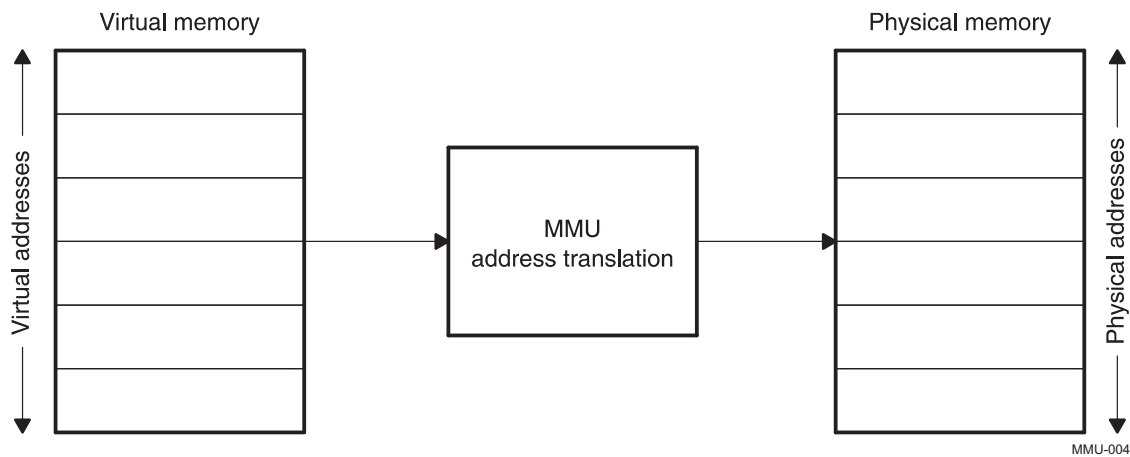 Virtual memory
Physical memory
Virtual addresses
MMU
address translation
Physical addresses
MMU-004